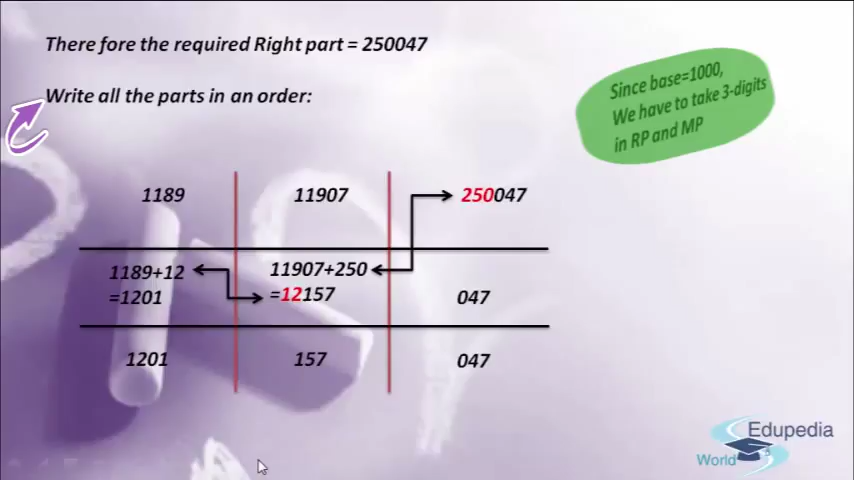 There fore the required Right part = 250047
Write all the parts in an order:
Since base=1000,
We have to take 3-digits
in RP and MP
1189 11907 250047
1189+12 11907+250
=1201 =12157 047
1201 157 047
Edupedia
World